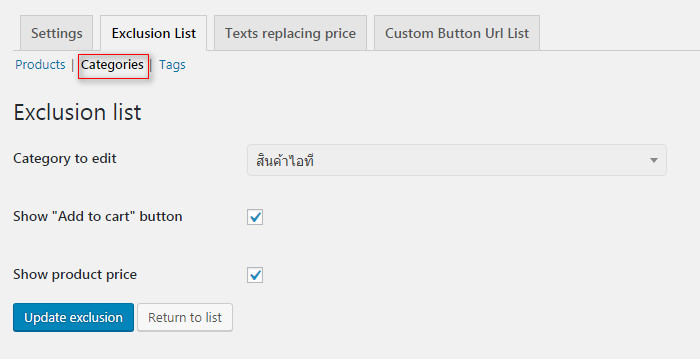 Settings Exclusion List Texts replacing price Custom Button Url List
Products | Categories | Tags
Exclusion list
Category to edit สินค้าไอที
Show "Add to cart" button
Show product price
Update exclusion Return to list